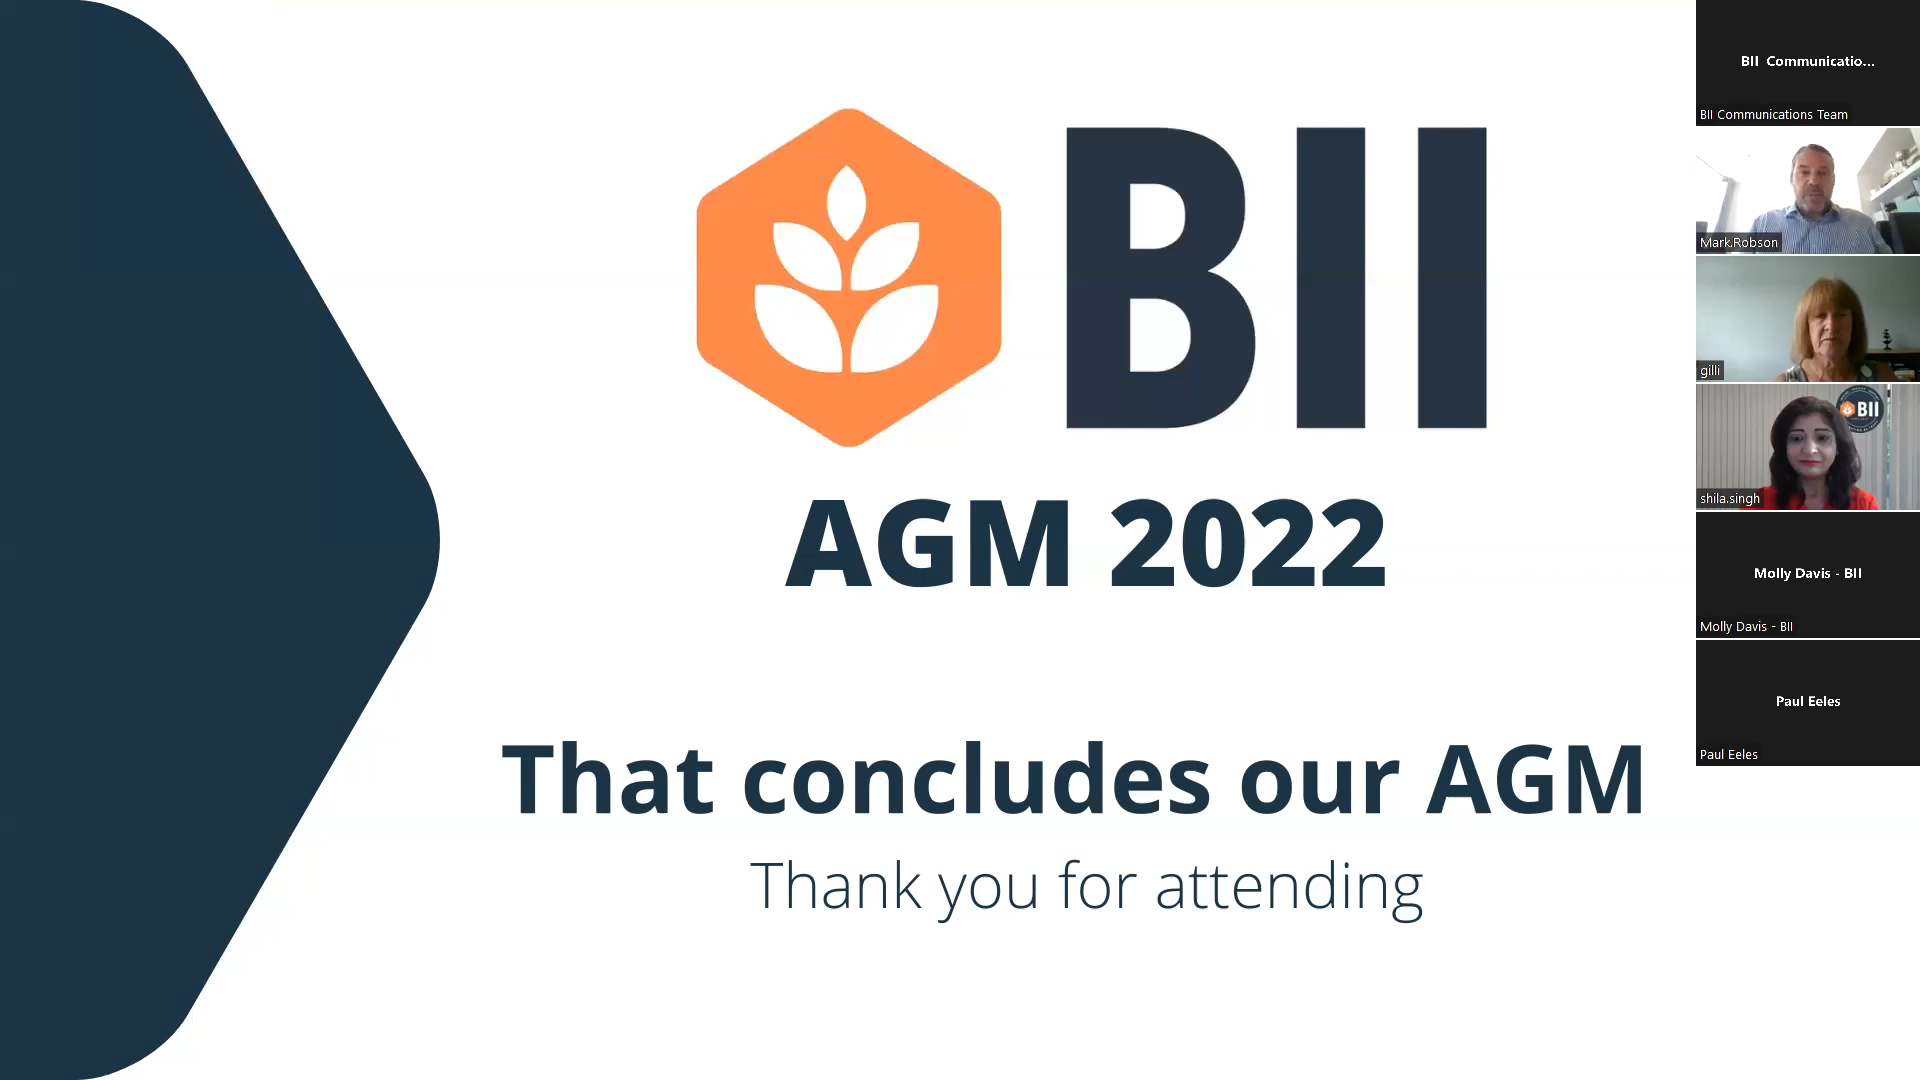 BII
AGM 2022
That concludes our AGM
Thank you for attending
BII Communicatio...
BII Communications Team
Mark.Robson
gilli
BII
shila.singh
Molly Davis - BII
Molly Davis - BII
Paul Eeles
Paul Eeles